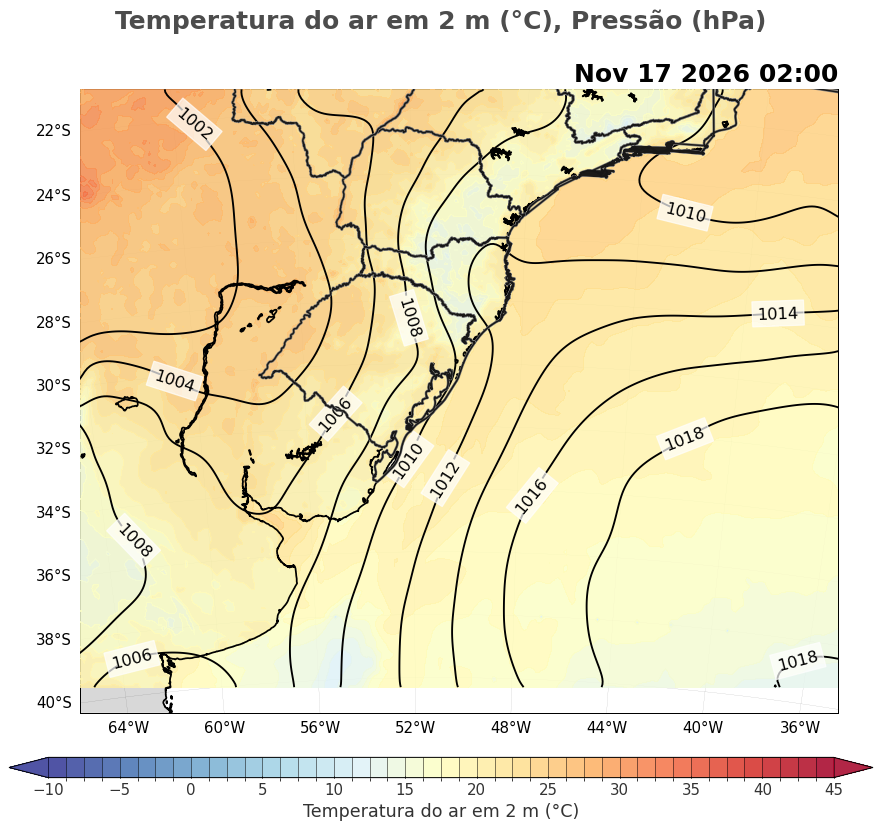 Temperatura do ar em 2 m (°C), Pressão (hPa)
Nov 17 2026 02:00
22°S
24°S
26°S
28°S
30°S
32°S
34°S
36°S
38°S
40°S
1002
1010
1008
1014
1004
1006
1018
1010
1012
1016
1008
1006
1018
64°W
60°W
56°W
52°W
48°W
44°W
40°W
36°W
−10
−5
0
5
10
15
20
25
30
35
40
45
Temperatura do ar em 2 m (°C)